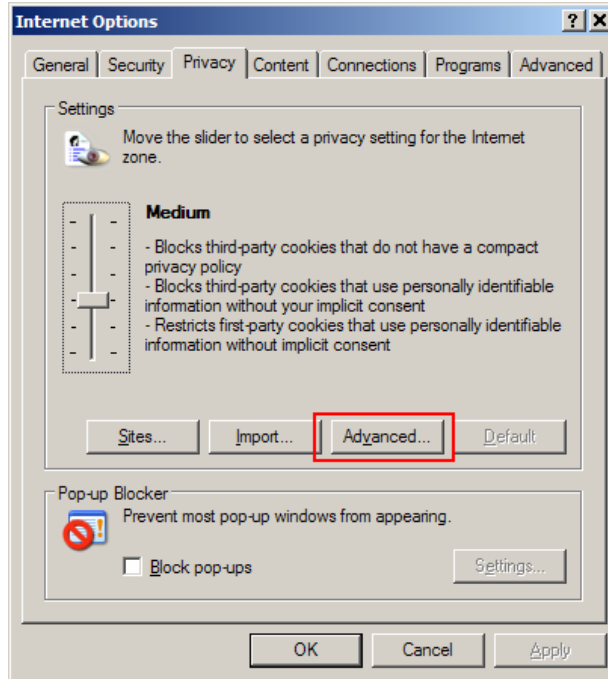 Internet Options
General Security Privacy Content Connections Programs Advanced
Settings
Move the slider to select a privacy setting for the Internet
zone.
Medium
- Blocks third-party cookies that do not have a compact
privacy policy
- Blocks third-party cookies that use personally identifiable
information without your implicit consent
- Restricts first-party cookies that use personally identifiable
information without implicit consent
Sites... Import... Advanced... Default
Pop-up Blocker
Prevent most pop-up windows from appearing.
Block pop-ups Settings...
OK Cancel Apply